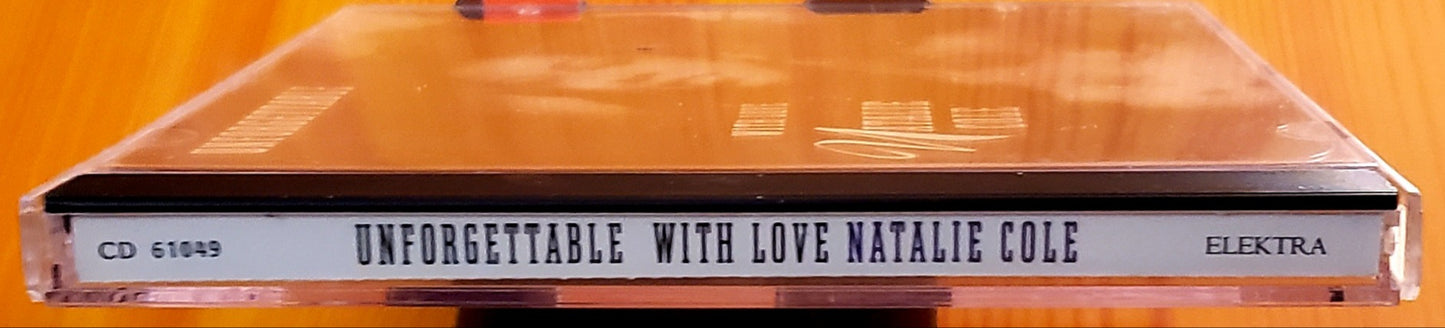 CD 61049 UNFORGETTABLE WITH LOVE NATALIE COLE ELEKTRA